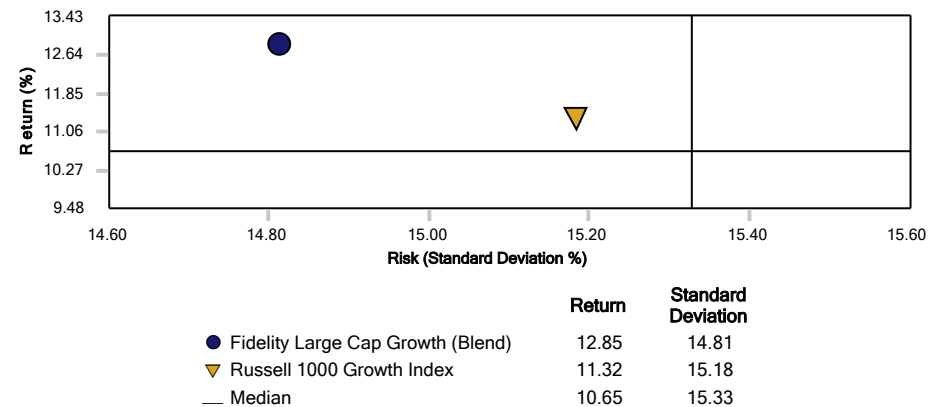 13.43
12.64
11.85
11.06
10.27
9.48
Return (%)
14.60 14.80 15.00 15.20 15.40 15.60
Risk (Standard Deviation %)
Return Standard Deviation
Fidelity Large Cap Growth (Blend) 12.85 14.81
Russell 1000 Growth Index 11.32 15.18
Median 10.65 15.33